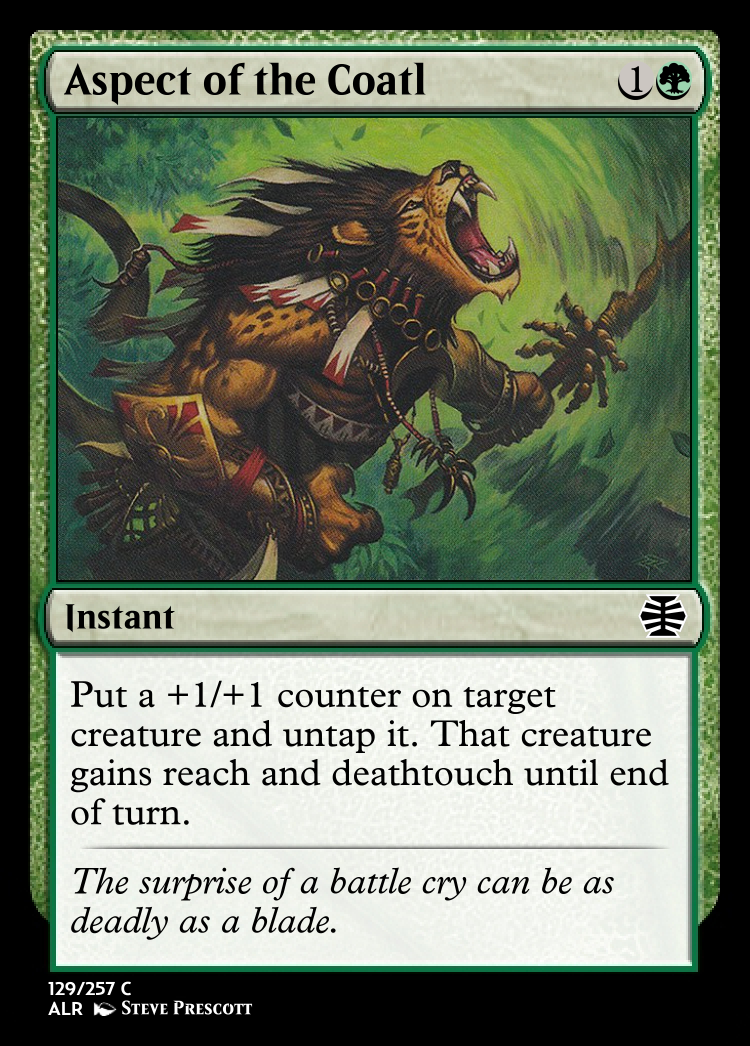 Aspect of the Coatl 1
Instant
Put a +1/+1 counter on target
creature and untap it. That creature
gains reach and deathtouch until end
of turn.
The surprise of a battle cry can be as
deadly as a blade.
129/257 C
ALR Steve Prescott